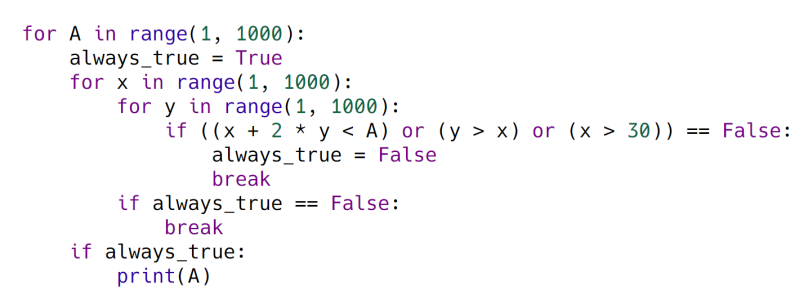 for A in range(1, 1000):
    always_true = True
    for x in range(1, 1000):
        for y in range(1, 1000):
            if ((x + 2 * y < A) or (y > x) or (x > 30)) == False:
                always_true = False
                break
        if always_true == False:
            break
    if always_true:
        print(A)